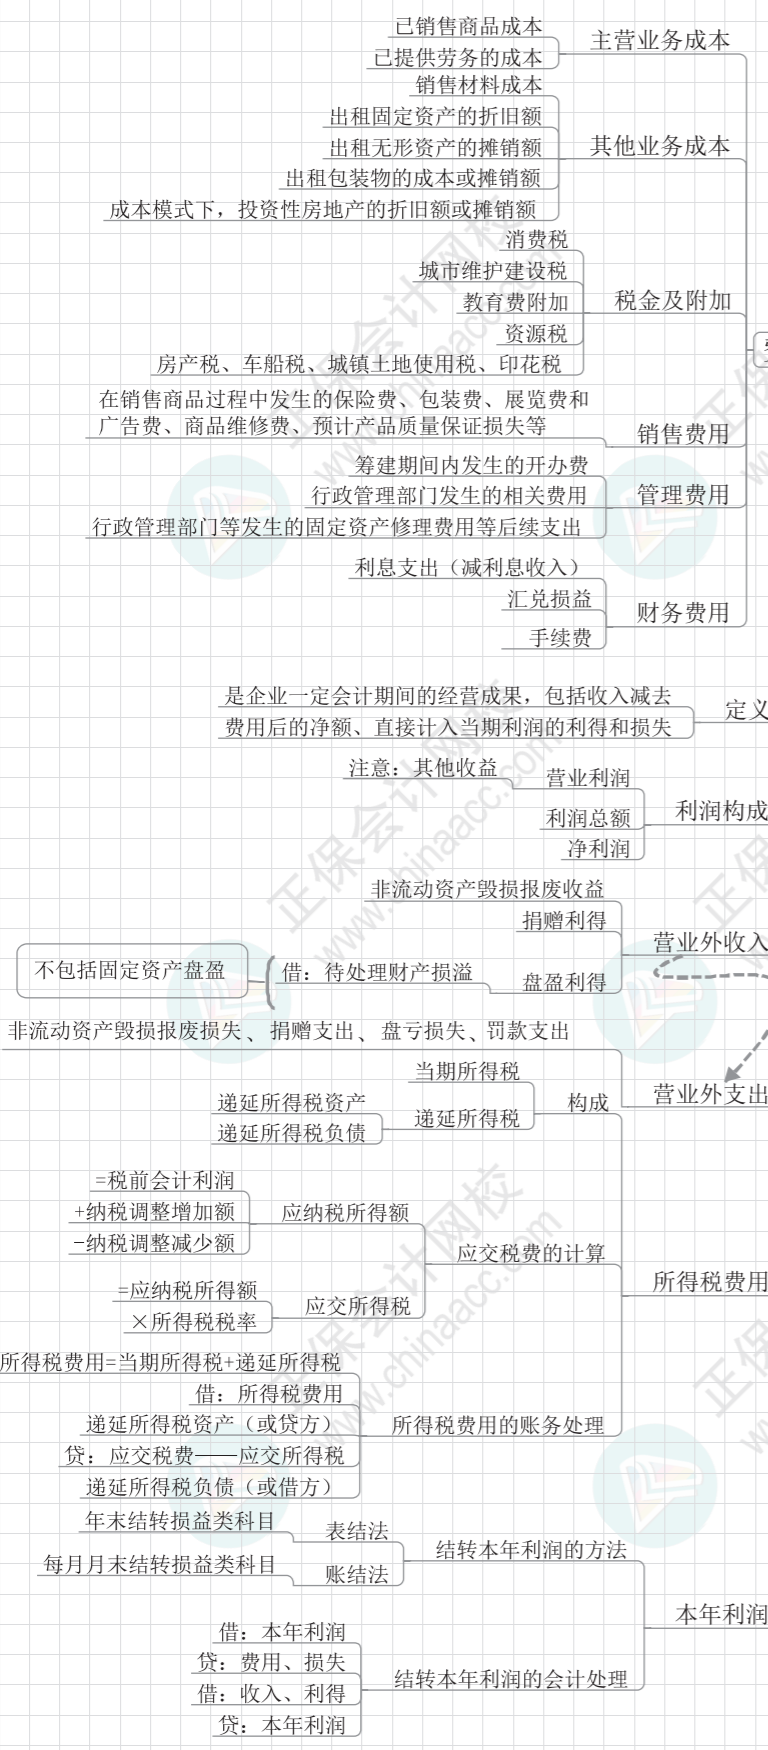 已销售商品成本
主营业务成本
已提供劳务的成本
销售材料成本
出租固定资产的折旧额
出租无形资产的摊销额
其他业务成本
出租包装物的成本或摊销额
成本模式下，投资性房地产的折旧额或摊销额
消费税
城市维护建设税
教育费附加
税金及附加
资源税
房产税、车船税、城镇土地使用税、印花税
在销售商品过程中发生的保险费、包装费、展览费和
广告费、商品维修费、预计产品质量保证损失等
销售费用
筹建期间内发生的开办费
行政管理部门发生的相关费用
管理费用
行政管理部门等发生的固定资产修理费用等后续支出
利息支出（减利息收入）
汇兑损益
财务费用
手续费
是企业一定会计期间的经营成果，包括收入减去
费用后的净额、直接计入当期利润的利得和损失
定义
注意：其他收益
营业利润
利润总额
利润构成
净利润
非流动资产毁损报废收益
捐赠利得
营业外收入
不包括固定资产盘盈
借：待处理财产损溢
盘盈利得
非流动资产毁损报废损失、捐赠支出、盘亏损失、罚款支出
营业外支出
当期所得税
构成
递延所得税资产
递延所得税
递延所得税负债
=税前会计利润
+纳税调整增加额
应纳税所得额
-纳税调整减少额
应交税费的计算
所得税费用
=应纳税所得额
应交所得税
×所得税税率
所得税费用=当期所得税+递延所得税
借：所得税费用
递延所得税资产（或贷方）
所得税费用的账务处理
贷：应交税费——应交所得税
递延所得税负债（或借方）
年末结转损益类科目
表结法
结转本年利润的方法
每月月末结转损益类科目
账结法
本年利润
借：本年利润
贷：费用、损失
结转本年利润的会计处理
借：收入、利得
贷：本年利润
正保会计网校
www.chinaacc.com
正保会计网校
www.chinaacc.com
正保会计网校
www.chinaacc.com